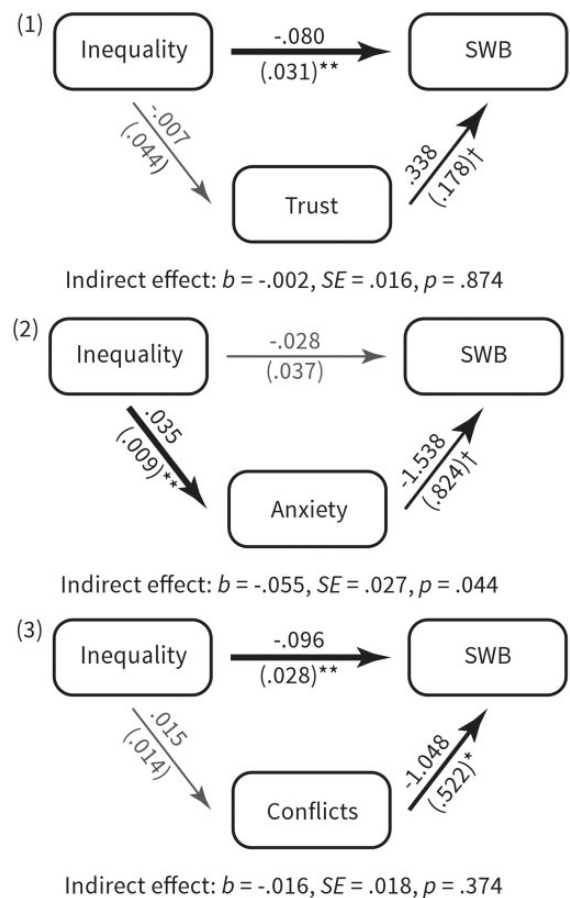 (1)
Inequality
-.080
(.031)**
SWB
-.007
(.044)
.338
(.178)†
Trust
Indirect effect: b = -.002, SE = .016, p = .874
(2)
Inequality
-.028
(.037)
SWB
.035
(.009)**
-1.538
(.824)†
Anxiety
Indirect effect: b = -.055, SE = .027, p = .044
(3)
Inequality
-.096
(.028)**
SWB
.015
(.014)
-1.048
(.522)*
Conflicts
Indirect effect: b = -.016, SE = .018, p = .374